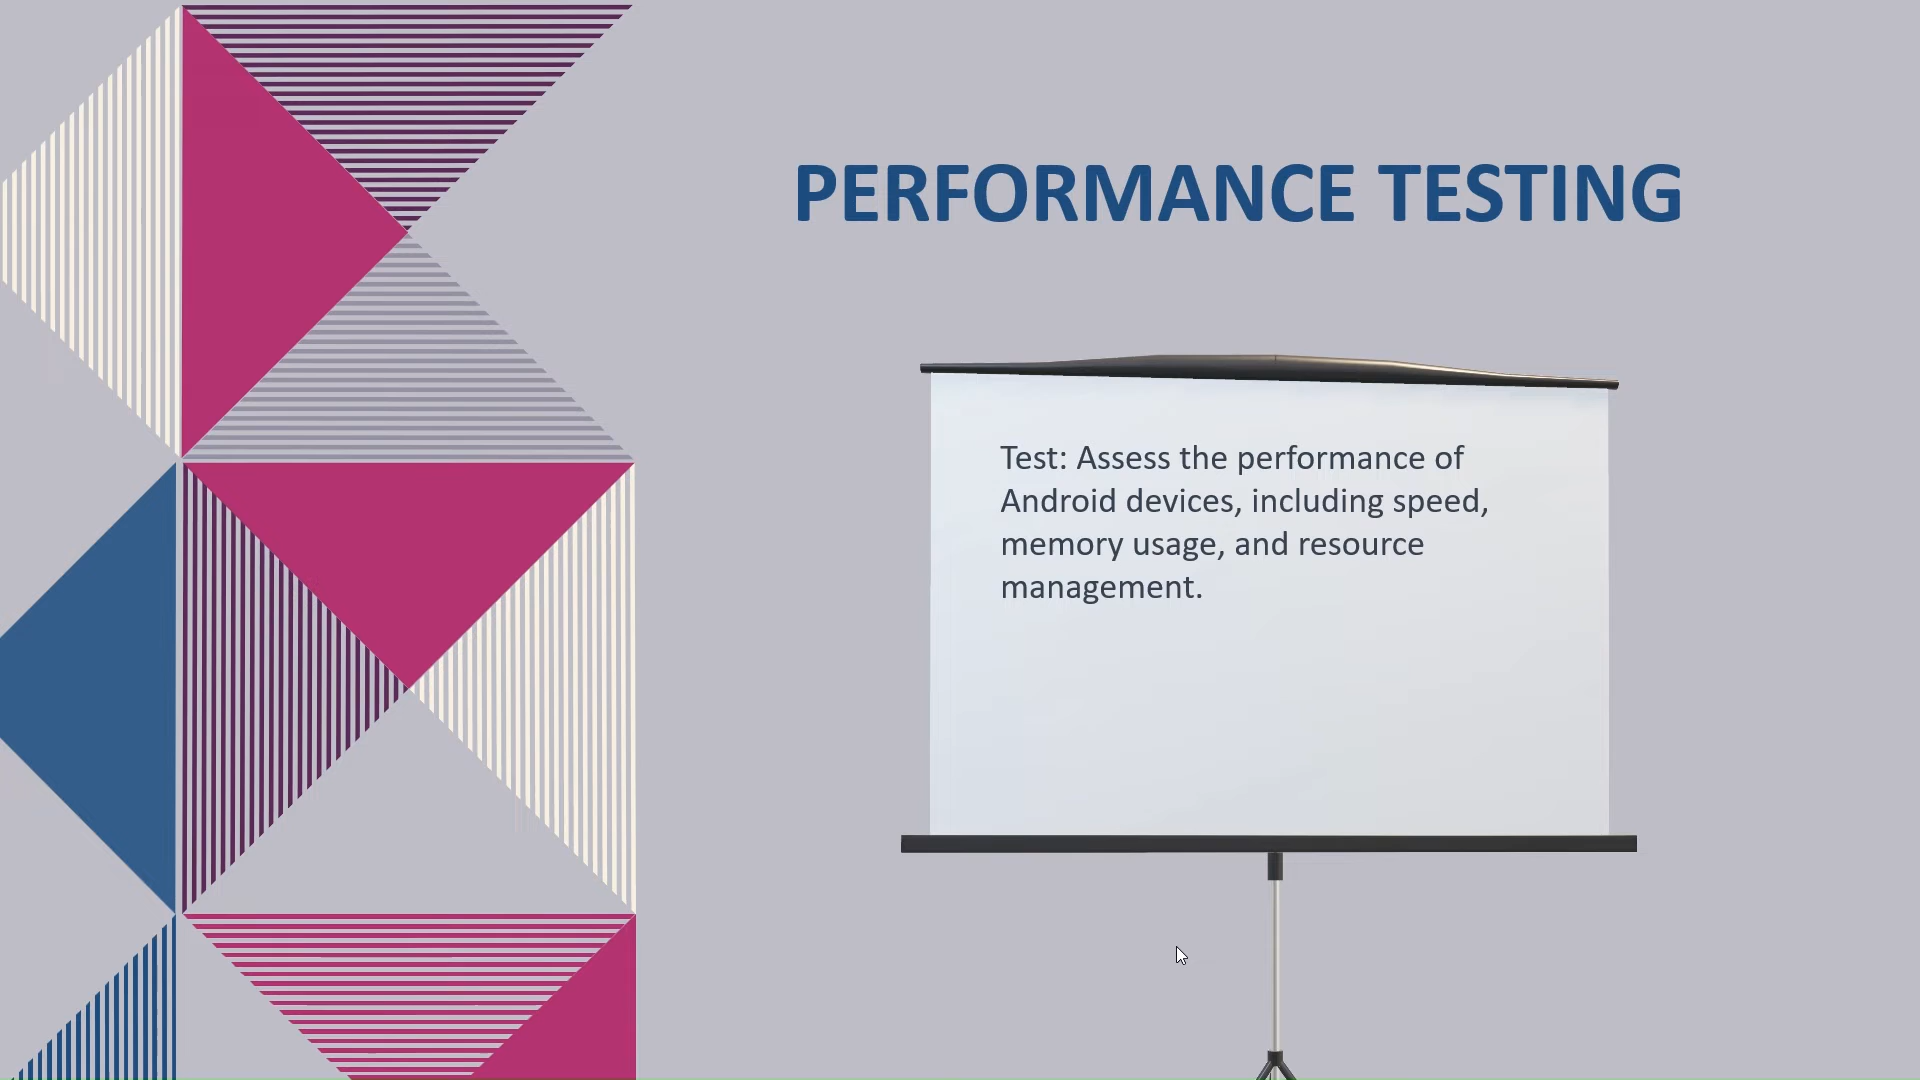 PERFORMANCE TESTING
Test: Assess the performance of
Android devices, including speed,
memory usage, and resource
management.